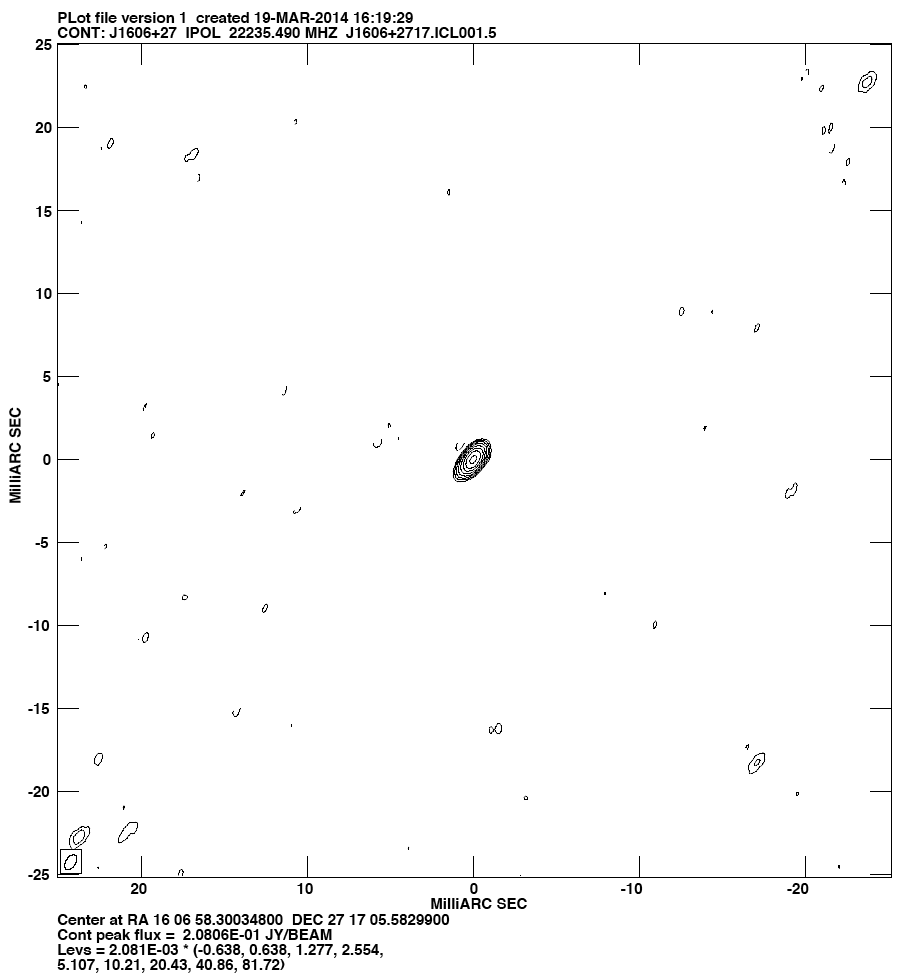 PLot file version 1 created 19-MAR-2014 16:19:29
CONT: J1606+27 IPOL 22235.490 MHZ J1606+2717.ICL001.5
25
20
15
10
5
0
-5
-10
-15
-20
-25
MilliARC SEC
20 10 0 -10 -20
MilliARC SEC
Center at RA 16 06 58.30034800 DEC 27 17 05.5829900
Cont peak flux = 2.0806E-01 JY/BEAM
Levs = 2.081E-03 * (-0.638, 0.638, 1.277, 2.554,
5.107, 10.21, 20.43, 40.86, 81.72)